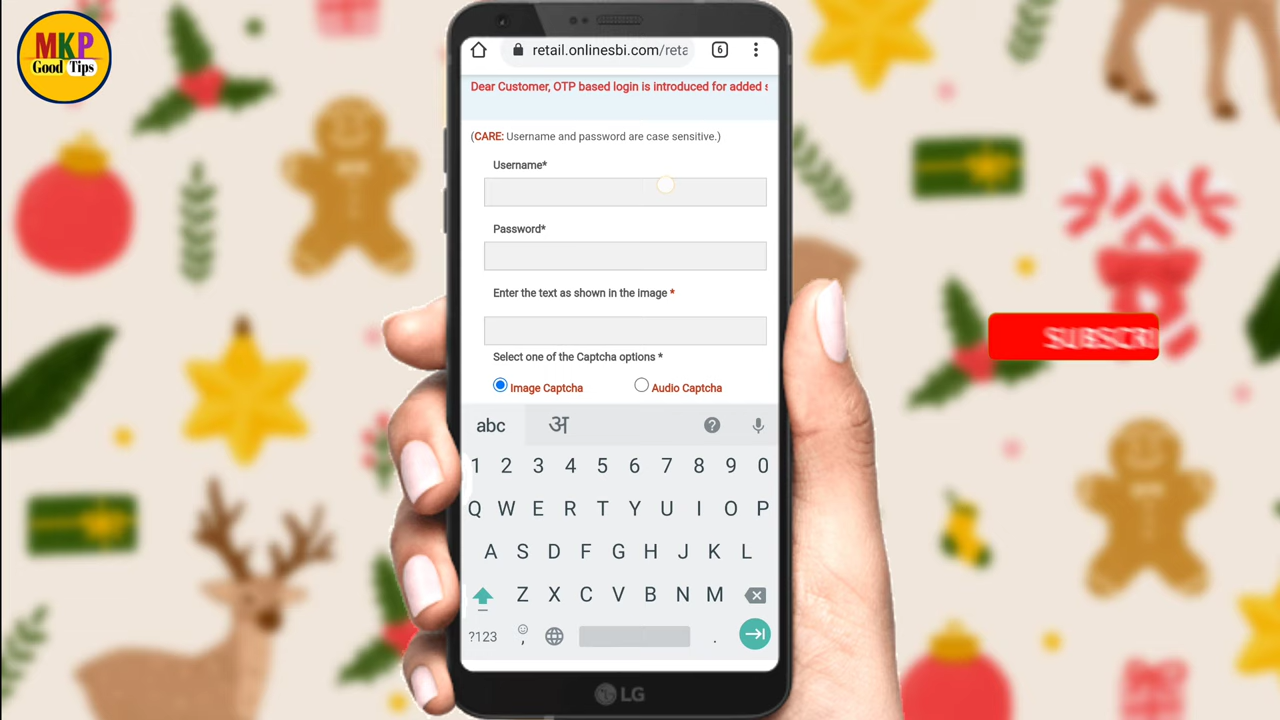 MKP
Good Tips
retail.onlinesbi.com/reta
6
Dear Customer, OTP based login is introduced for added s
(CARE: Username and password are case sensitive.)
Username*
Password*
Enter the text as shown in the image *
Select one of the Captcha options *
Image Captcha
Audio Captcha
abc
अ
?
1 2 3 4 5 6 7 8 9 0
Q W E R T Y U I O P
A S D F G H J K L
Z X C V B N M
?123
,
.
LG
SUBSCRI